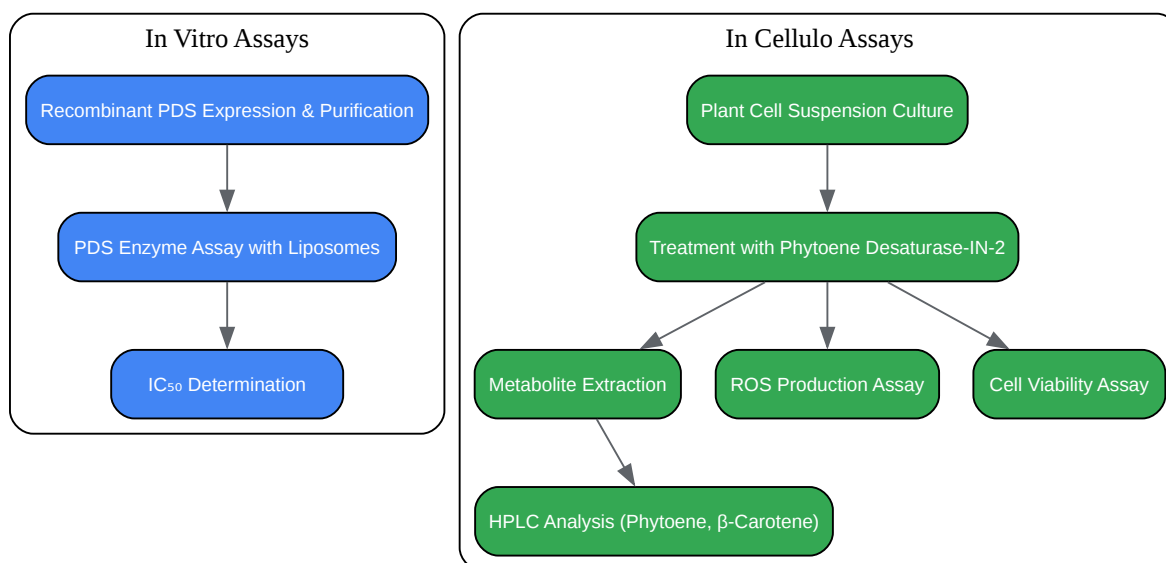 In Vitro Assays
Recombinant PDS Expression & Purification
PDS Enzyme Assay with Liposomes
IC₅₀ Determination
In Cellulo Assays
Plant Cell Suspension Culture
Treatment with Phytoene Desaturase-IN-2
Metabolite Extraction
ROS Production Assay
Cell Viability Assay
HPLC Analysis (Phytoene, β-Carotene)